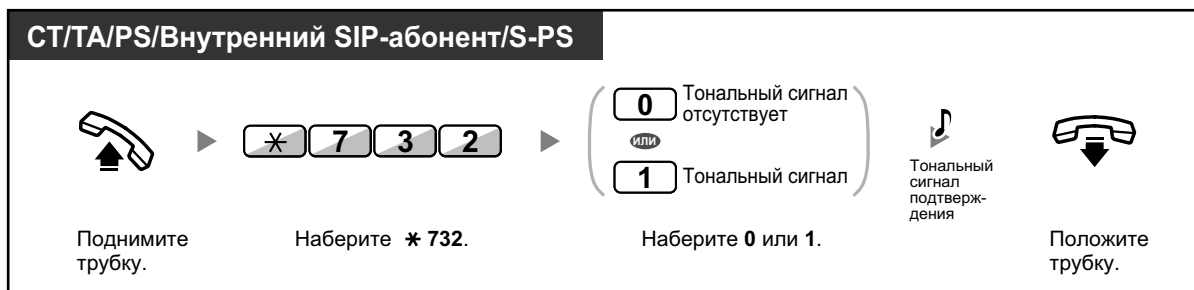 СТ/ТА/PS/Внутренний SIP-абонент/S-PS
0 Тональный сигнал
отсутствует
✳ 7 3 2
ИЛИ
1 Тональный сигнал
Тональный
сигнал
подтверж-
дения
Поднимите
трубку.
Наберите ✳ 732.
Наберите 0 или 1.
Положите
трубку.